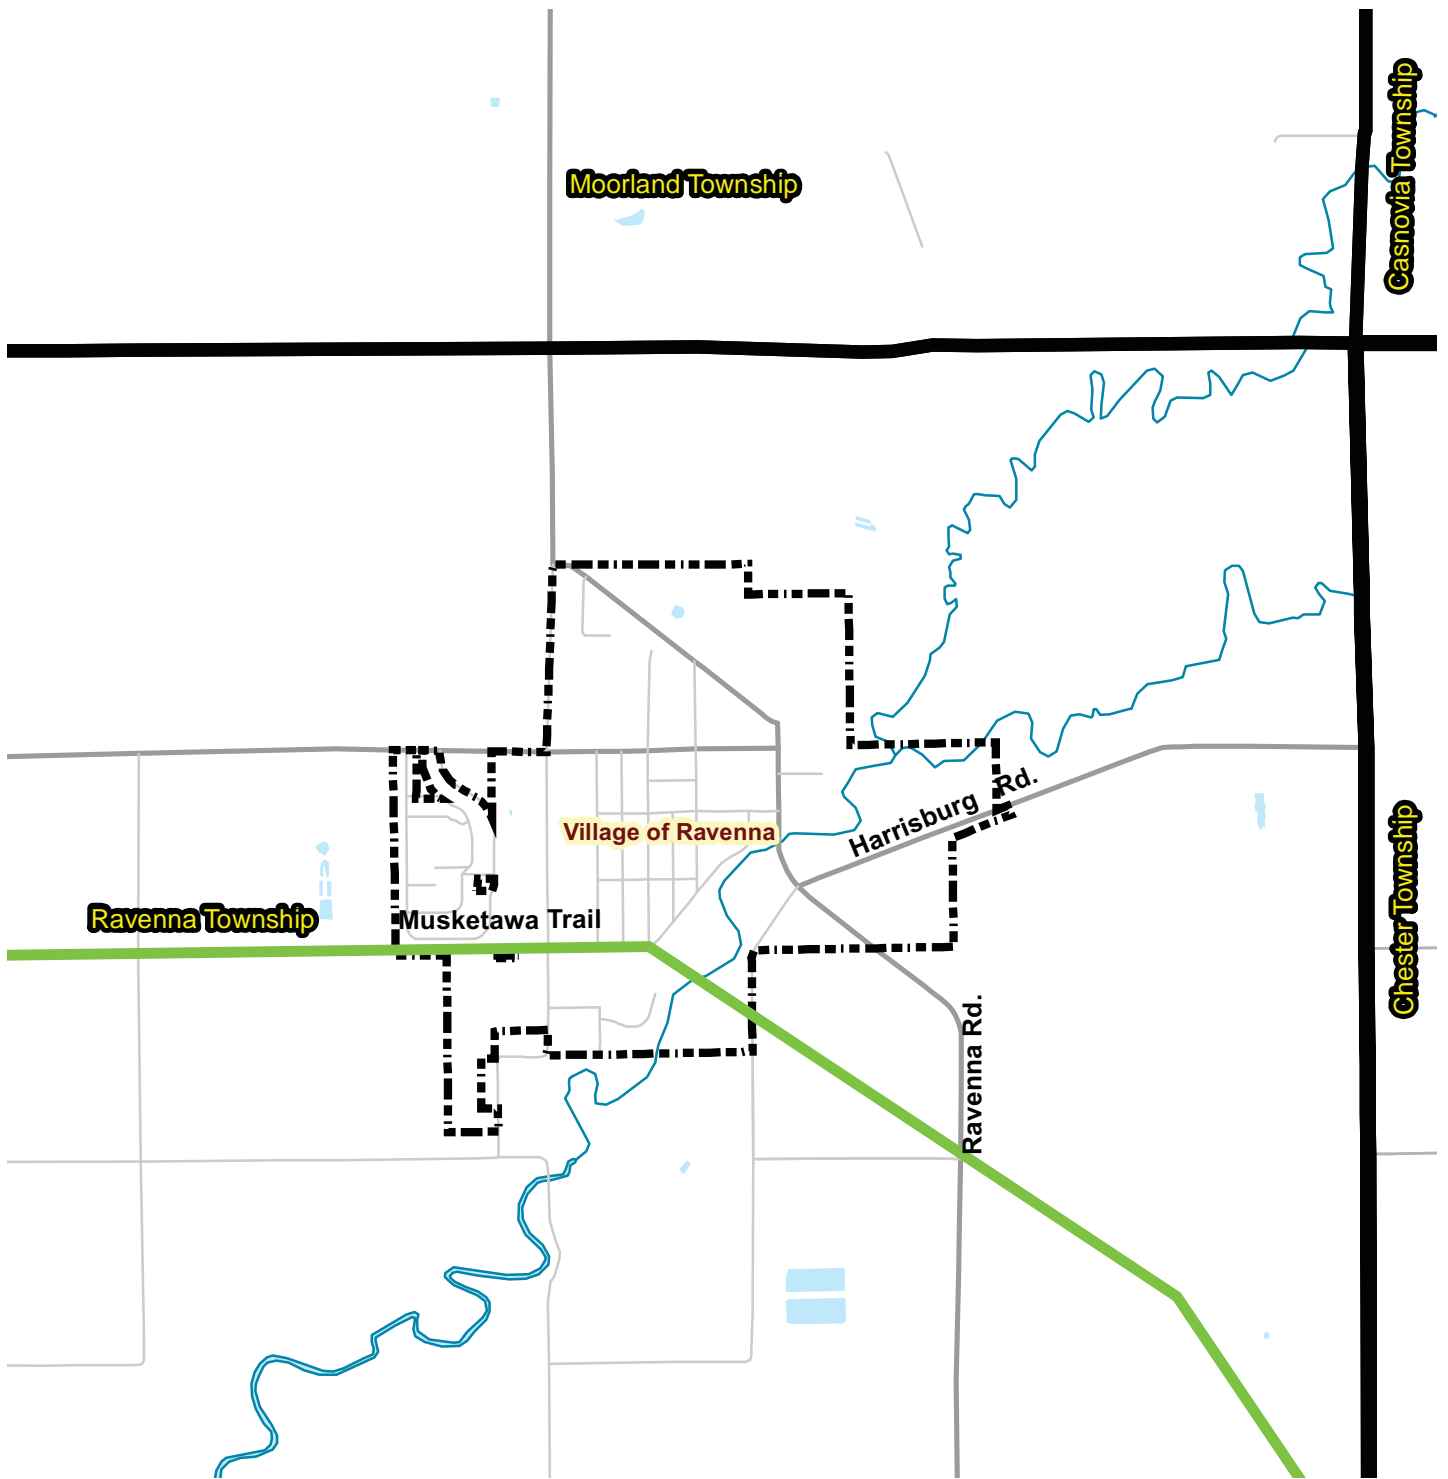 Casnovia Township
Moorland Township
Harrisburg Rd.
Village of Ravenna
Ravenna Township
Musketawa Trail
Chester Township
Ravenna Rd.